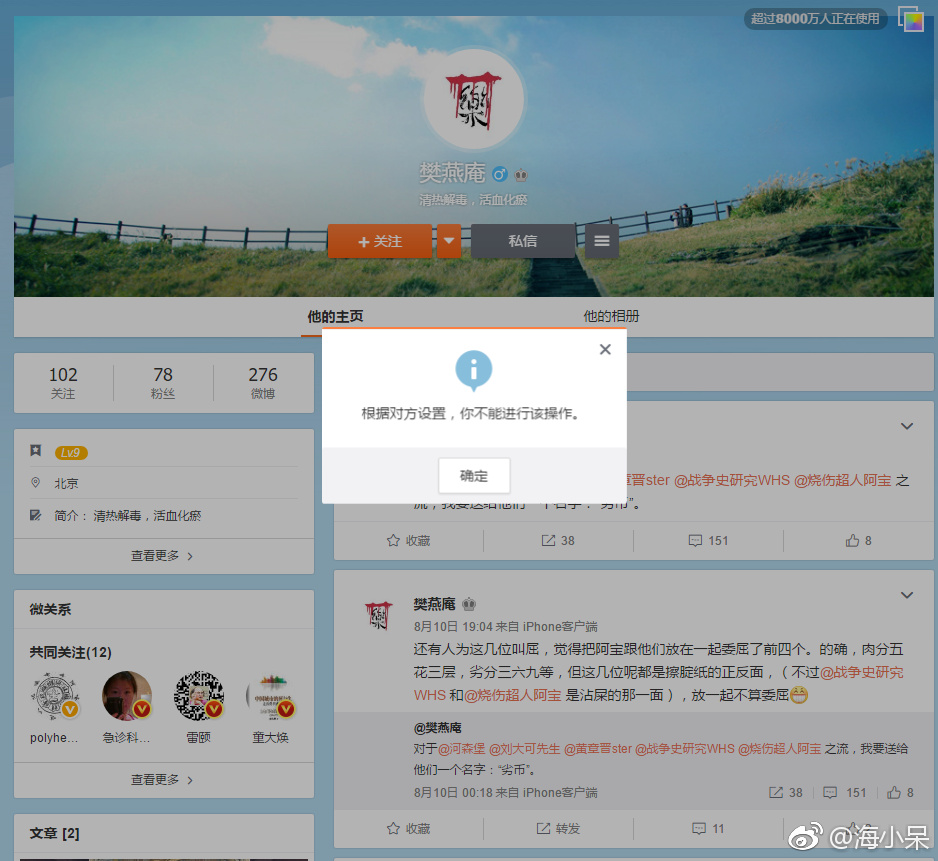 超过8000万人正在使用
樊
樊燕庵
清热解毒，活血化瘀
+ 关注
私信
他的主页
他的相册
102
关注
78
粉丝
276
微博
根据对方设置，你不能进行该操作。
确定
Lv9
北京
简介： 清热解毒，活血化瘀
查看更多 >
微关系
共同关注(12)
polyhe...
急诊科...
雷颐
童大焕
查看更多 >
文章 [2]
章晋ster @战争史研究WHS @烧伤超人阿宝 之
流，我要送给他们一个名字：“劣币”。
收藏
38
151
8
樊燕庵
8月10日 19:04 来自 iPhone客户端
还有人为这几位叫屈，觉得把阿宝跟他们放在一起委屈了前四个。的确，肉分五
花三层，劣分三六九等，但这几位呢都是擦腚纸的正反面，（不过@战争史研究
WHS 和@烧伤超人阿宝 是沾屎的那一面），放一起不算委屈
@樊燕庵
对于@河森堡 @刘大可先生 @黄章晋ster @战争史研究WHS @烧伤超人阿宝 之流，我要送给
他们一个名字：“劣币”。
8月10日 00:18 来自 iPhone客户端
38
151
8
收藏
转发
11
@海小呆